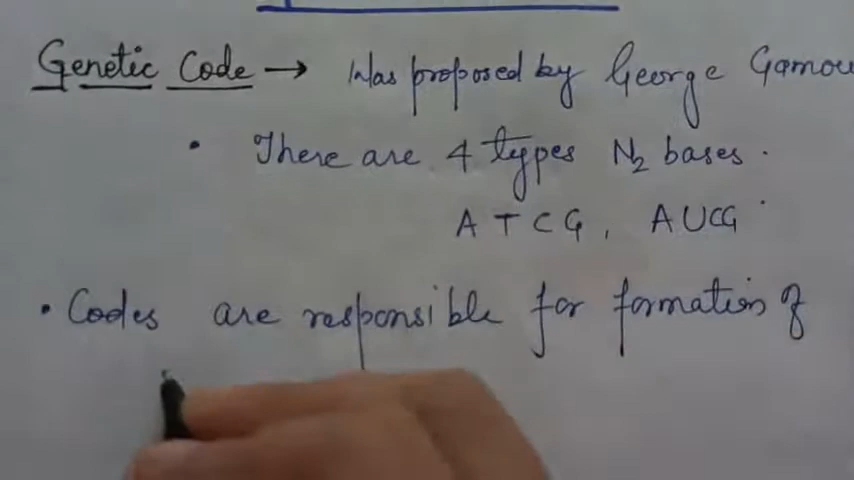 Genetic Code → Was proposed by George Gamow
• There are 4 types N₂ bases.
A T C G, AUCG
• Codes are responsible for formation of